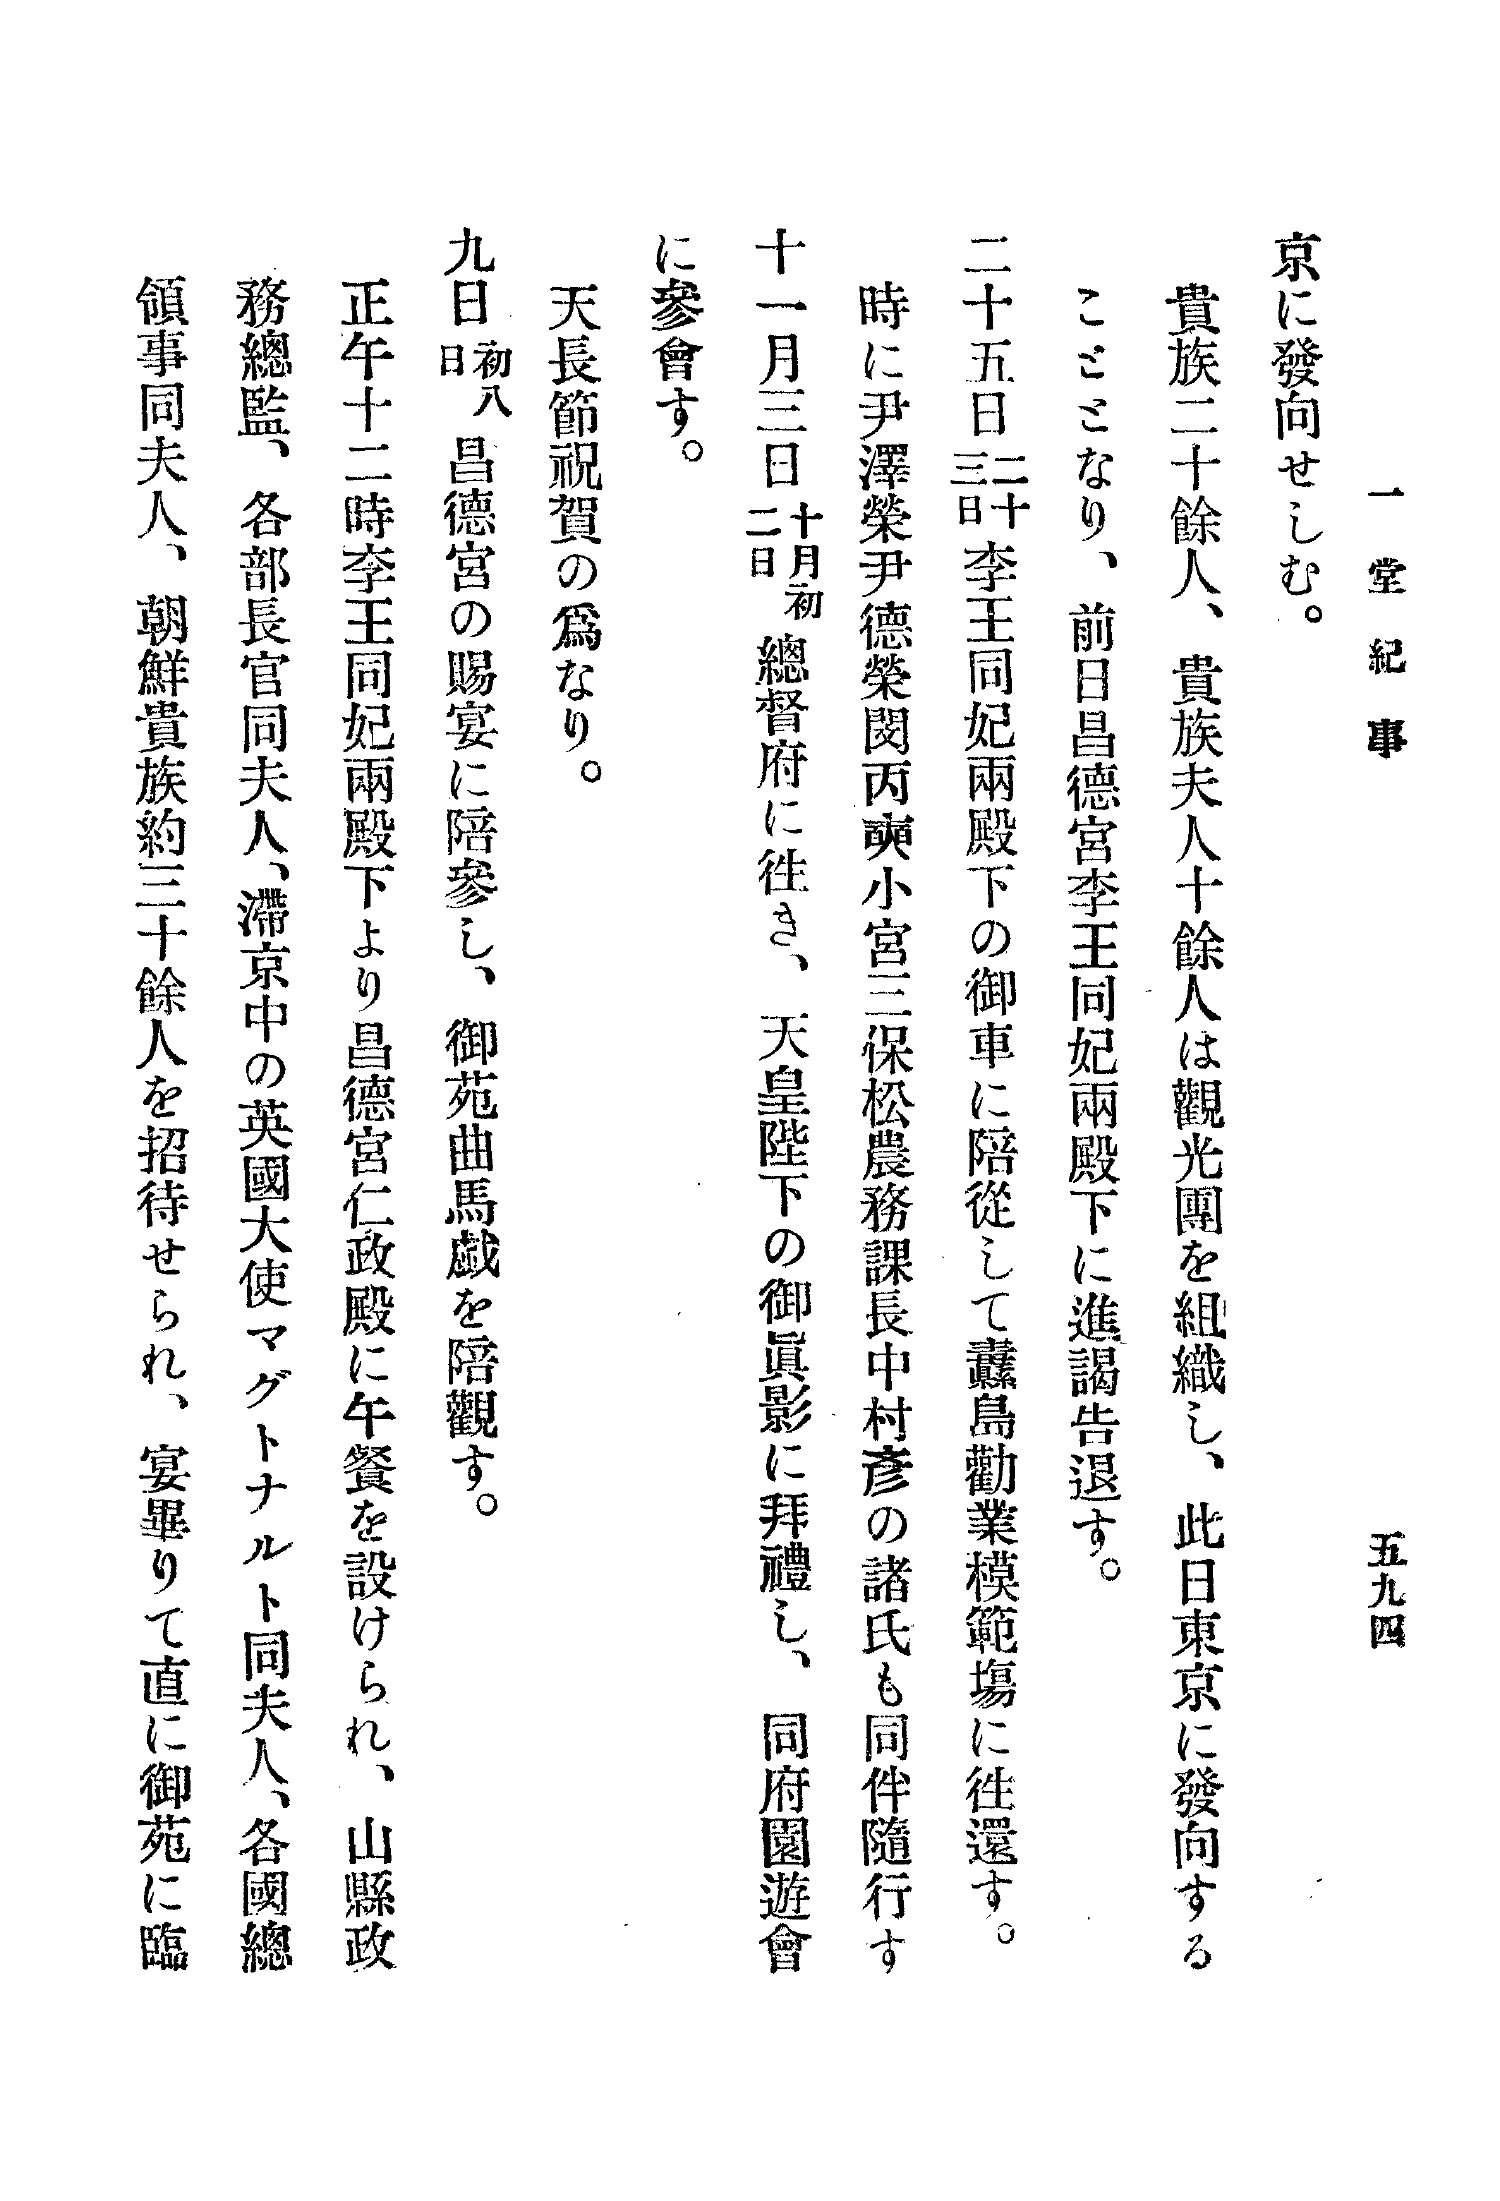 一堂紀事
五九四
京に發向せしむ。
貴族二十餘人、貴族夫人十餘人は觀光團を組織し、此日東京に發向する
こととなり、前日昌德宮李王同妃兩殿下に進謁告退す。
二十五日二十三日李王同妃兩殿下の御車に陪從して纛島勸業模範塲に徃還す。
時に尹澤榮尹德榮閔丙奭小宮三保松農務課長中村彥の諸氏も同伴隨行す
十一月三日十月初二日總督府に徃き、天皇陛下の御眞影に拜禮し、同府園遊會
に參會す。
天長節祝賀の爲なり。
九日初八日昌德宮の賜宴に陪參し、御苑曲馬戱を陪觀す。
正午十二時李王同妃兩殿下より昌德宮仁政殿に午餐を設けられ、山縣政
務總監、各部長官同夫人、滯京中の英國大使マグトナルト同夫人、各國總
領事同夫人、朝鮮貴族約三十餘人を招待せられ、宴畢りて直に御苑に臨